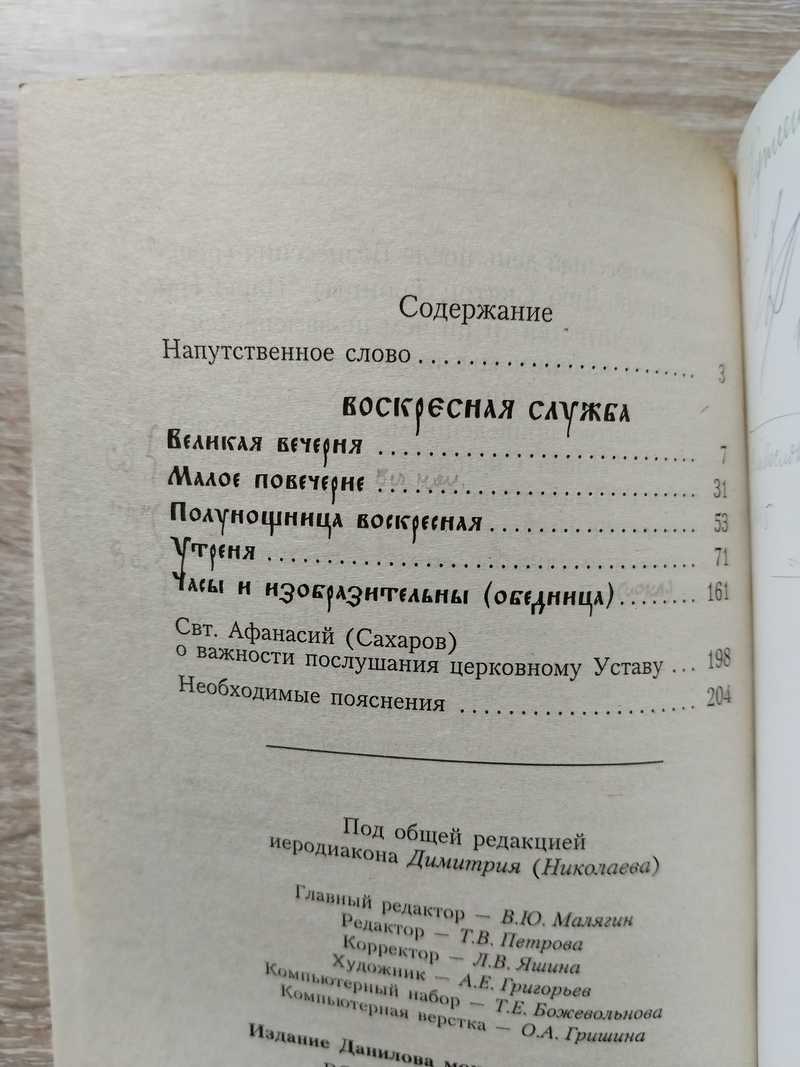 Содержание
Напутственное слово 3
Воскресная служба
Великая вечерня 7
Малое повечерие 31
Полунощница воскресная 53
Утреня 71
Часы и изобразительны (обедница) 161
Свт. Афанасий (Сахаров)
о важности послушания церковному Уставу ... 198
Необходимые пояснения 204
Под общей редакцией
иеродиакона Димитрия (Николаева)
Главный редактор — В.Ю. Малягин
Редактор — Т.В. Петрова
Корректор — Л.В. Яшина
Художник — А.Е. Григорьев
Компьютерный набор — Т.Е. Божевольнова
Компьютерная верстка — О.А. Гришина
Издание Данилова